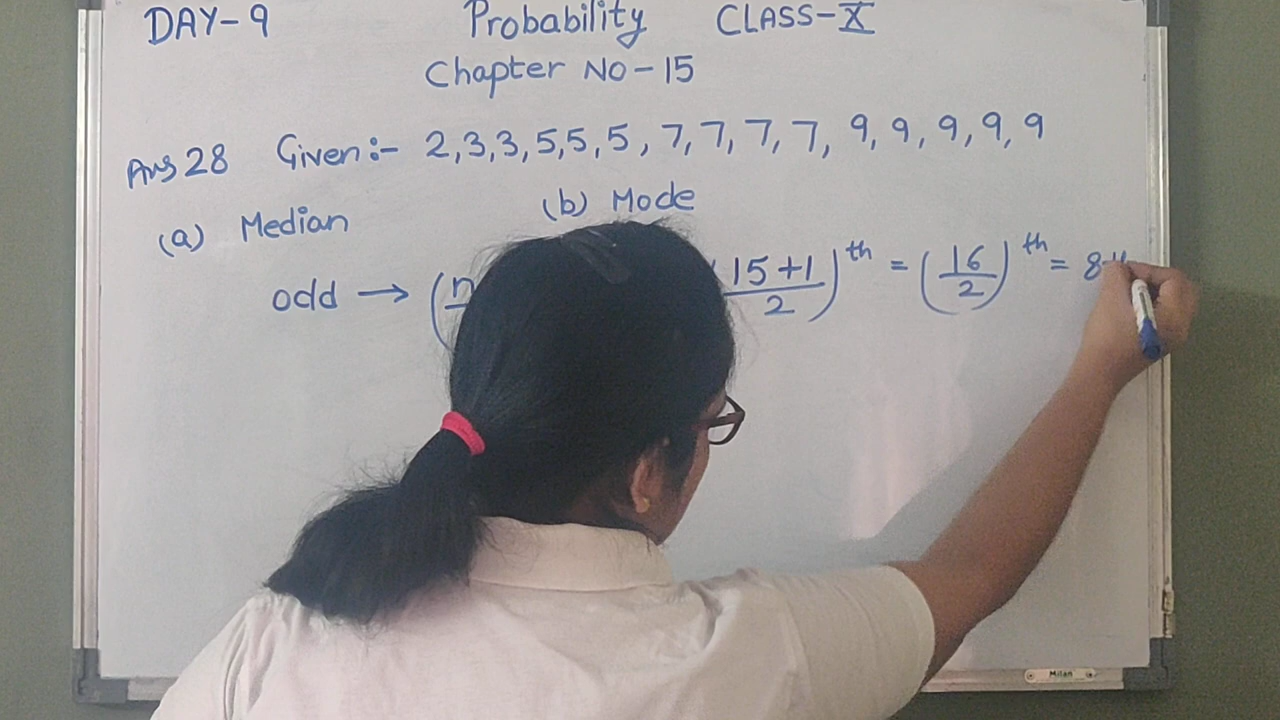 DAY-9 Probability CLASS-X
Chapter NO-15
Ans 28 Given:- 2,3,3,5,5,5,7,7,7,7,9,9,9,9,9
(a) Median (b) Mode
odd → (n 15+1/2)th = (16/2)th = 8
Milan